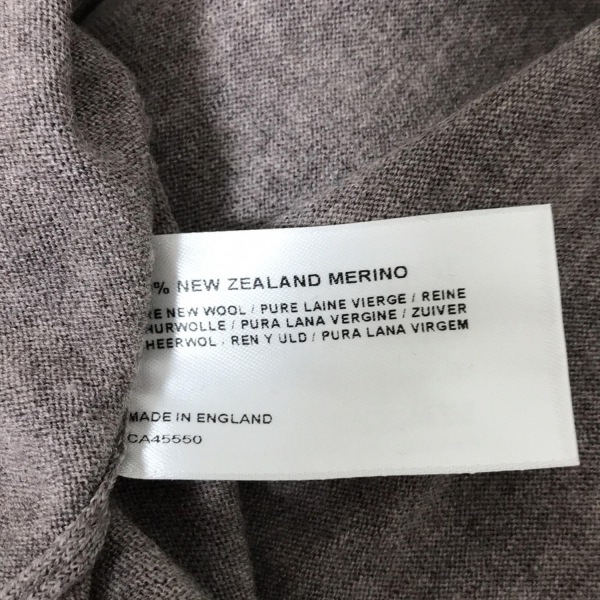 % NEW ZEALAND MERINO
RE NEW WOOL / PURE LAINE VIERGE / REINE
HURWOLLE / PURA LANA VERGINE / ZUIVER
HEERWOL , REN Y ULD / PURA LANA VIRGEM
MADE IN ENGLAND
CA45550